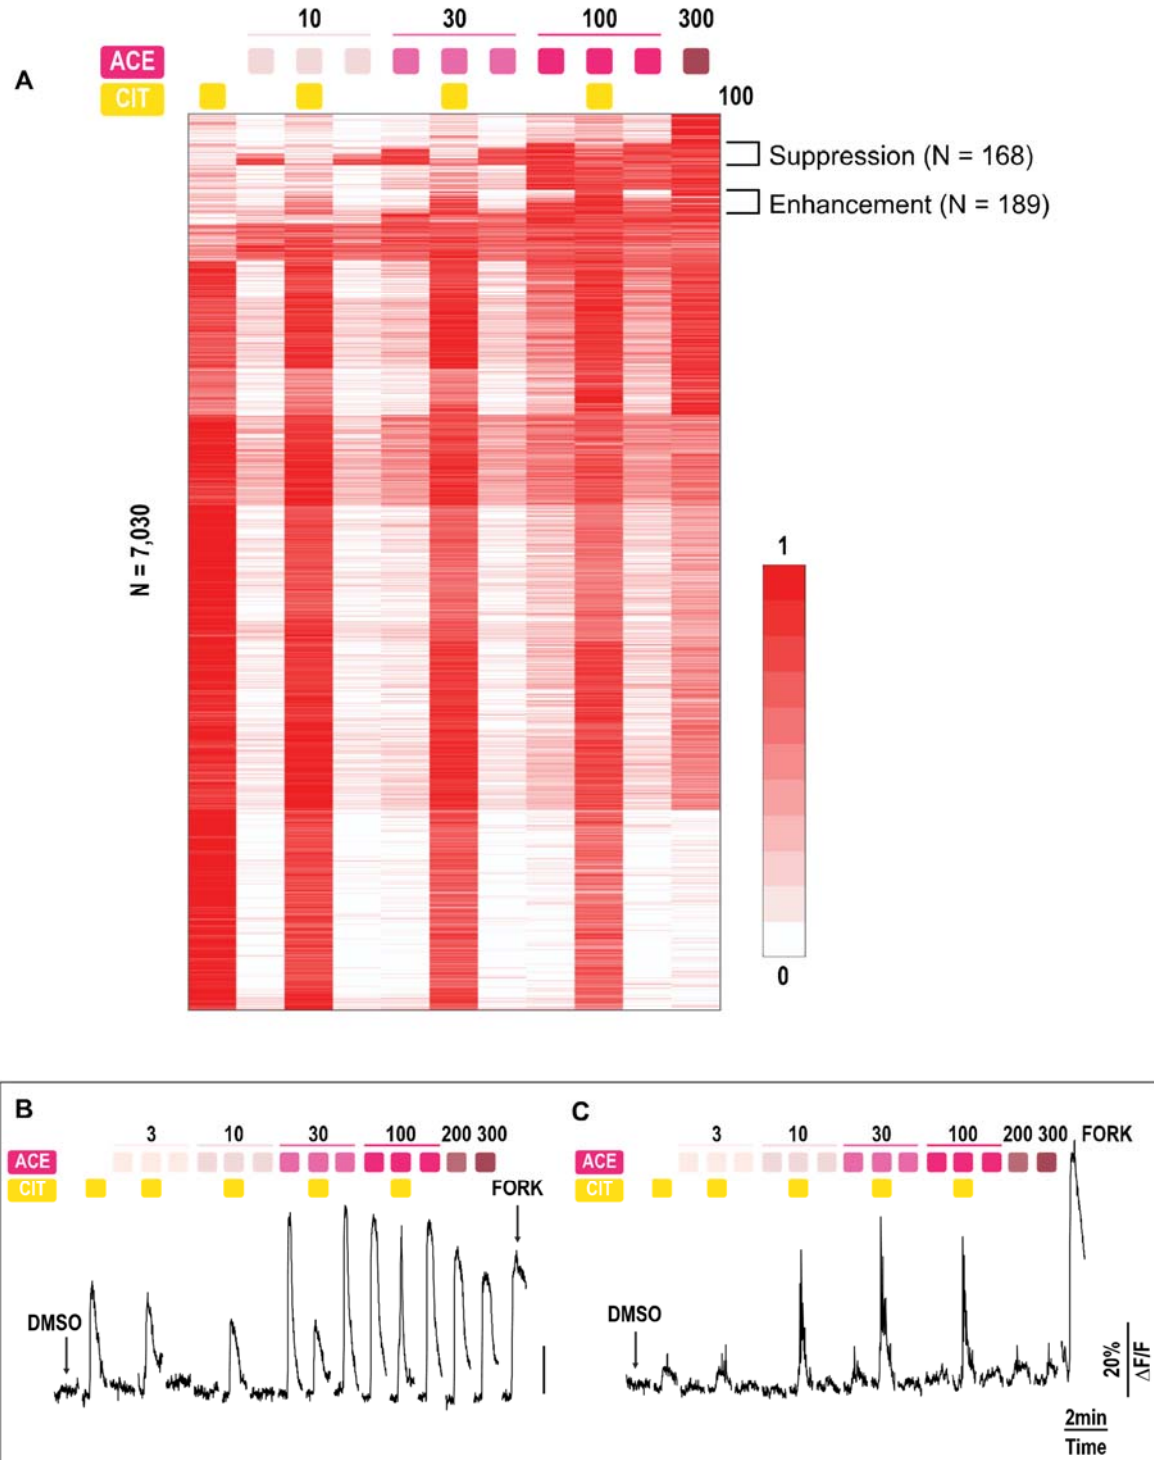 10 30 100 300
ACE
A
CIT
100
Suppression (N = 168)
Enhancement (N = 189)
N = 7,030
1
0
B
3 10 30 100 200 300
ACE
CIT
FORK
DMSO
C
3 10 30 100 200 300 FORK
ACE
CIT
DMSO
20%
ΔF/F
2min
Time